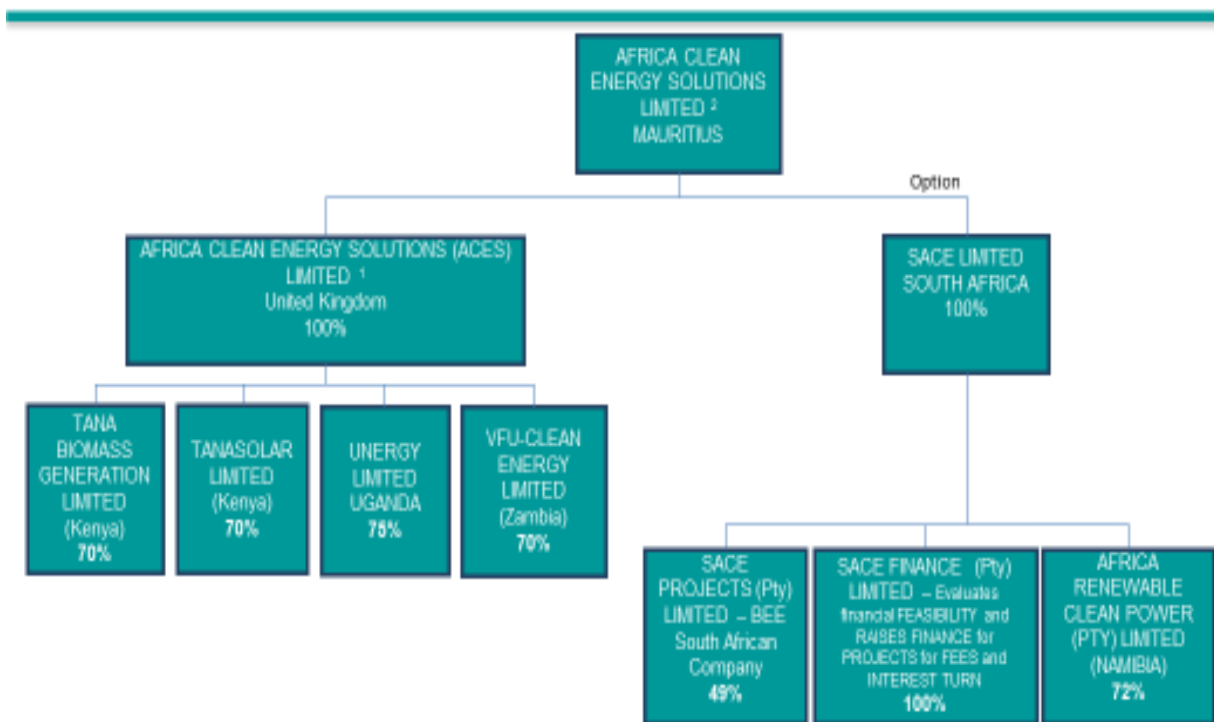 AFRICA CLEAN
ENERGY SOLUTIONS
LIMITED ²
MAURITIUS
Option
AFRICA CLEAN ENERGY SOLUTIONS (ACES)
LIMITED ¹
United Kingdom
100%
SACE LIMITED
SOUTH AFRICA
100%
TANA
BIOMASS
GENERATION
LIMITED
(Kenya)
70%
TANASOLAR
LIMITED
(Kenya)
70%
UNERGY
LIMITED
UGANDA
75%
VFU-CLEAN
ENERGY
LIMITED
(Zambia)
70%
SACE
PROJECTS (Pty)
LIMITED – BEE
South African
Company
49%
SACE FINANCE (Pty)
LIMITED – Evaluates
financial FEASIBILITY and
RAISES FINANCE for
PROJECTS for FEES and
INTEREST TURN
100%
AFRICA
RENEWABLE
CLEAN POWER
(PTY) LIMITED
(NAMIBIA)
72%